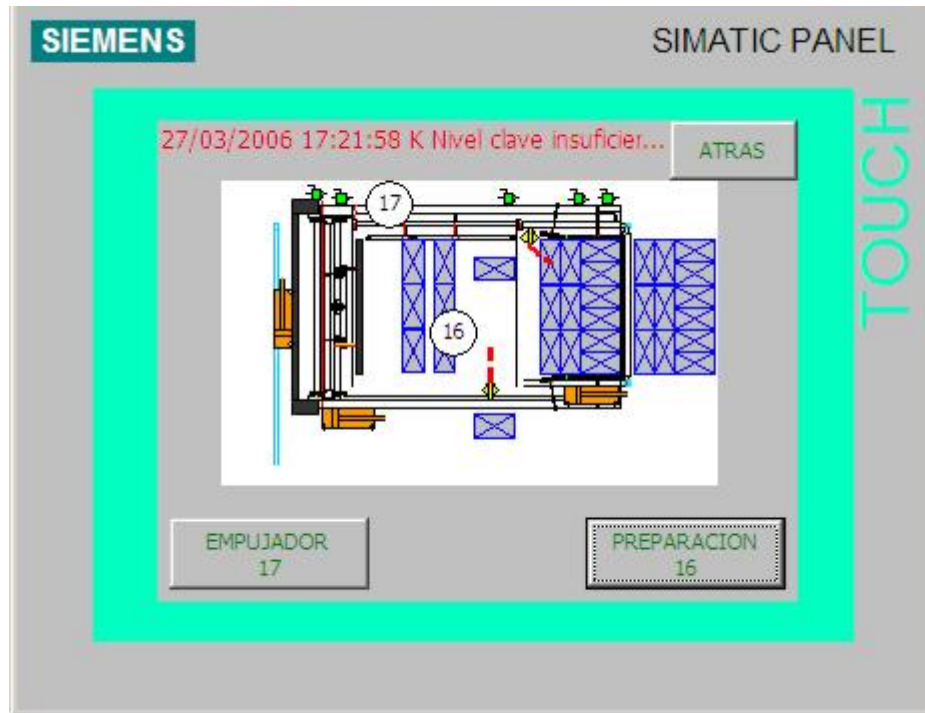 SIEMENS
SIMATIC PANEL
TOUCH
27/03/2006 17:21:58 K Nivel clave insuficier...
ATRAS
17
16
EMPUJADOR
17
PREPARACION
16